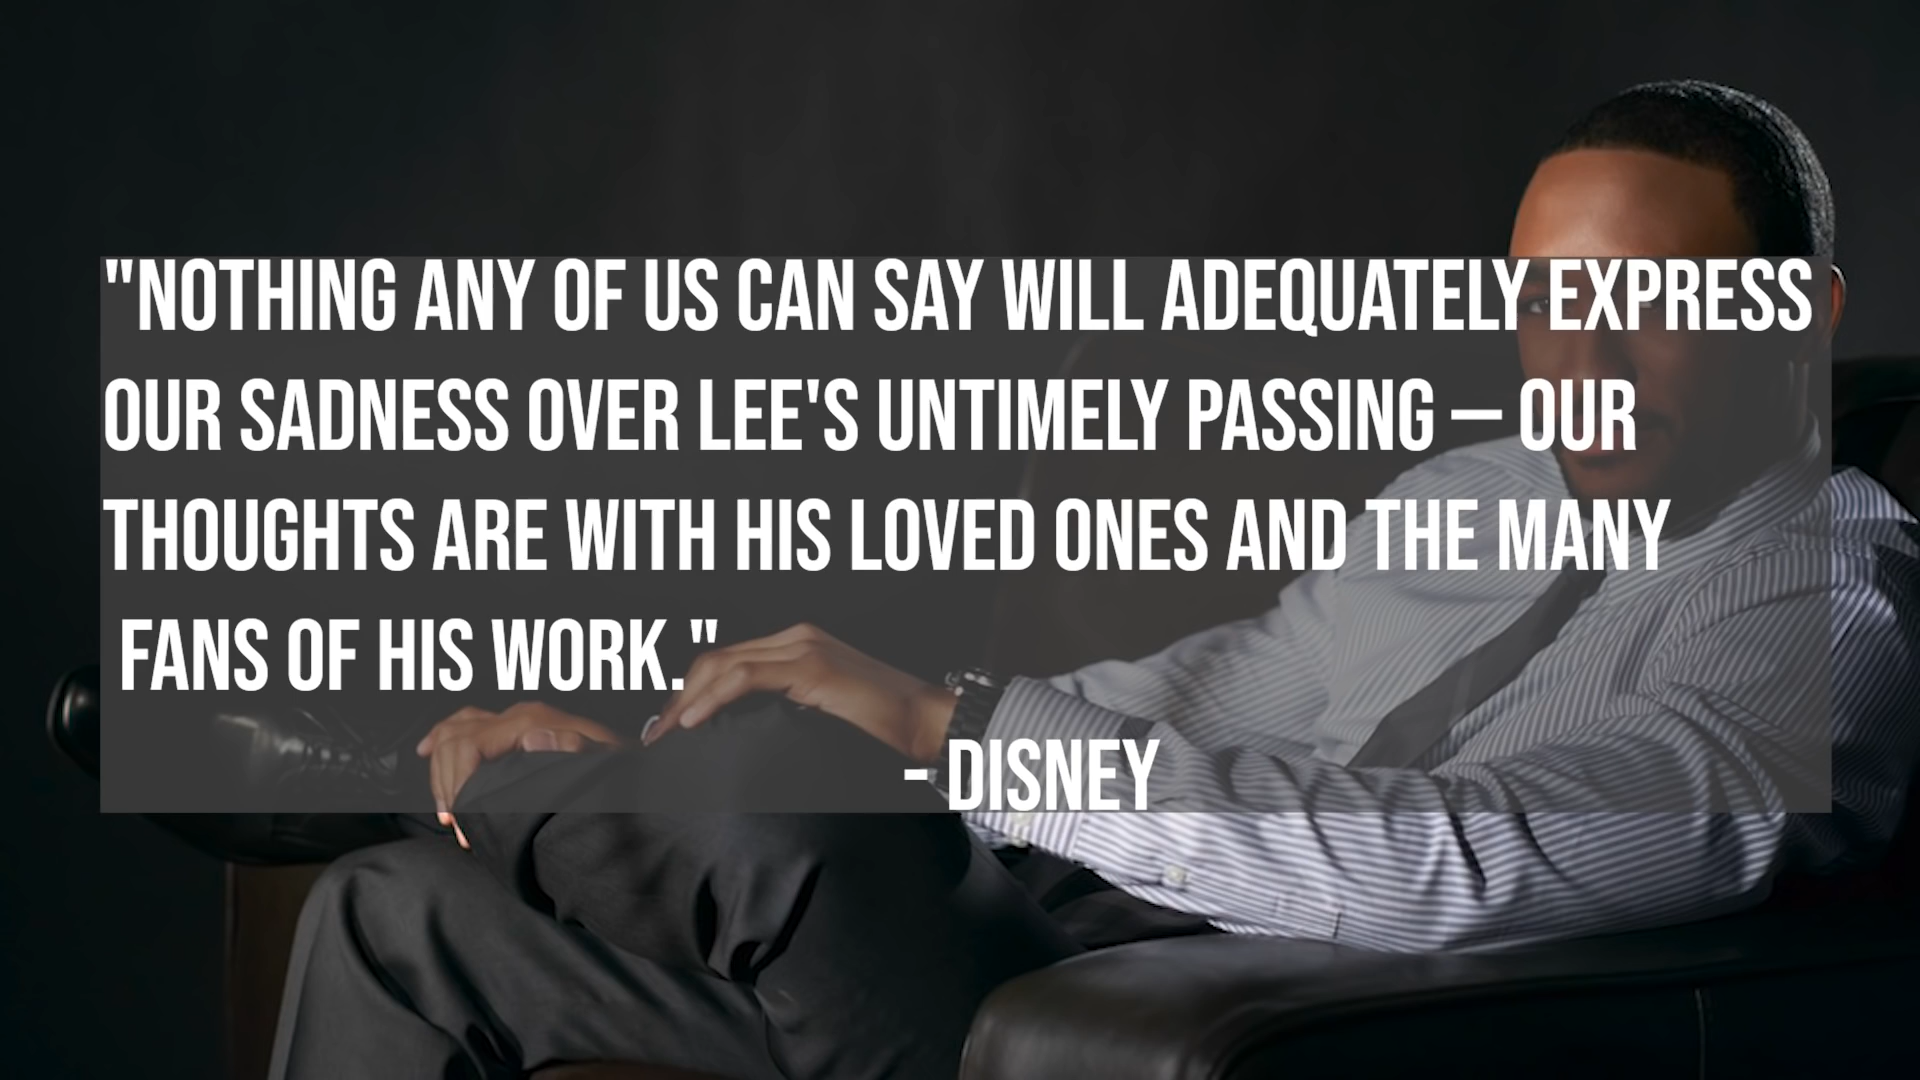 "NOTHING ANY OF US CAN SAY WILL ADEQUATELY EXPRESS
OUR SADNESS OVER LEE'S UNTIMELY PASSING — OUR
THOUGHTS ARE WITH HIS LOVED ONES AND THE MANY
FANS OF HIS WORK."
- DISNEY